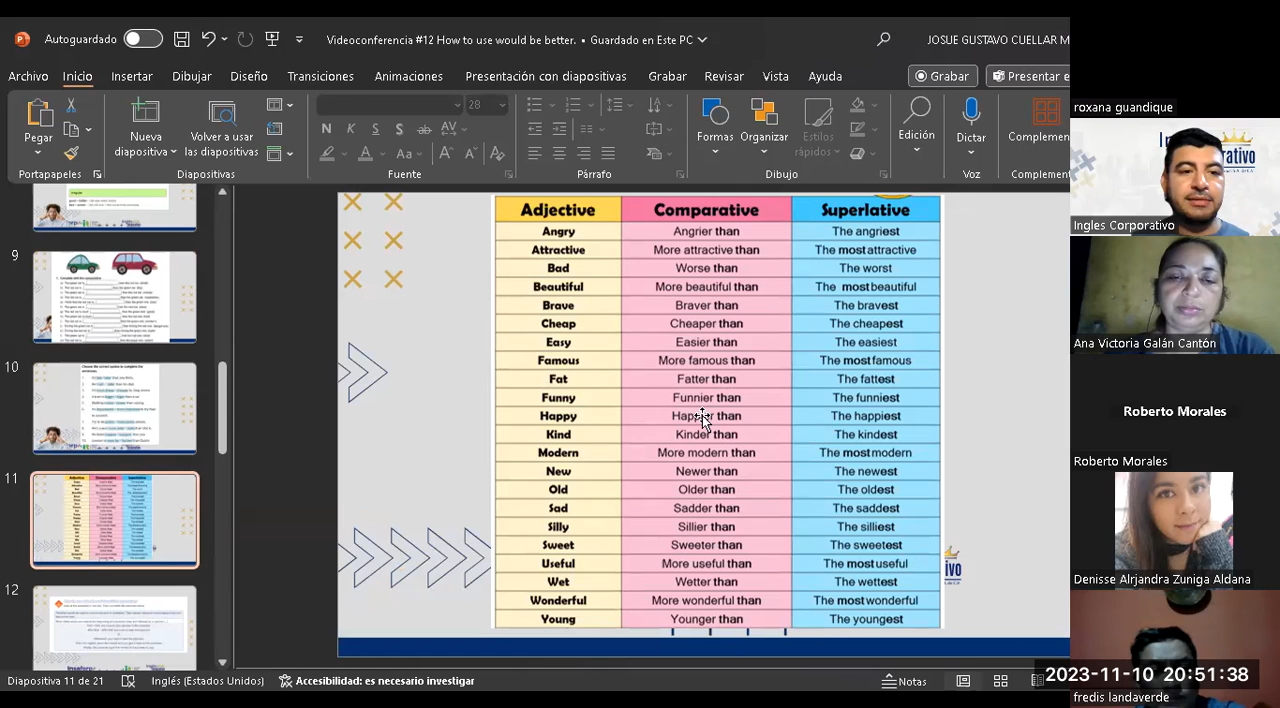 Autoguardado
Videoconferencia #12 How to use would be better. • Guardado en Este PC
JOSUE GUSTAVO CUELLAR M
Archivo Inicio Insertar Dibujar Diseño Transiciones Animaciones Presentación con diapositivas Grabar Revisar Vista Ayuda
Grabar
Presentar e
28
Pegar
Nueva diapositiva
Volver a usar las diapositivas
N K S S ab AV
Aa A A
Formas
Organizar
Estilos rápidos
Edición
Dictar
Complemen
Portapapeles
Diapositivas
Fuente
Párrafo
Dibujo
Voz
Complement
9
10
11
12
Adjective Comparative Superlative
Angry Angrier than The angriest
Attractive More attractive than The most attractive
Bad Worse than The worst
Beautiful More beautiful than The most beautiful
Brave Braver than The bravest
Cheap Cheaper than The cheapest
Easy Easier than The easiest
Famous More famous than The most famous
Fat Fatter than The fattest
Funny Funnier than The funniest
Happy Happier than The happiest
Kind Kinder than The kindest
Modern More modern than The most modern
New Newer than The newest
Old Older than The oldest
Sad Sadder than The saddest
Silly Sillier than The silliest
Sweet Sweeter than The sweetest
Useful More useful than The most useful
Wet Wetter than The wettest
Wonderful More wonderful than The most wonderful
Young Younger than The youngest
Diapositiva 11 de 21
Inglés (Estados Unidos)
Accesibilidad: es necesario investigar
Notas
roxana guandique
Ingles Corporativo
Ana Victoria Galán Cantón
Roberto Morales
Roberto Morales
Denisse Aljrandra Zuniga Aldana
2023-11-10 20:51:38
fredis landaverde